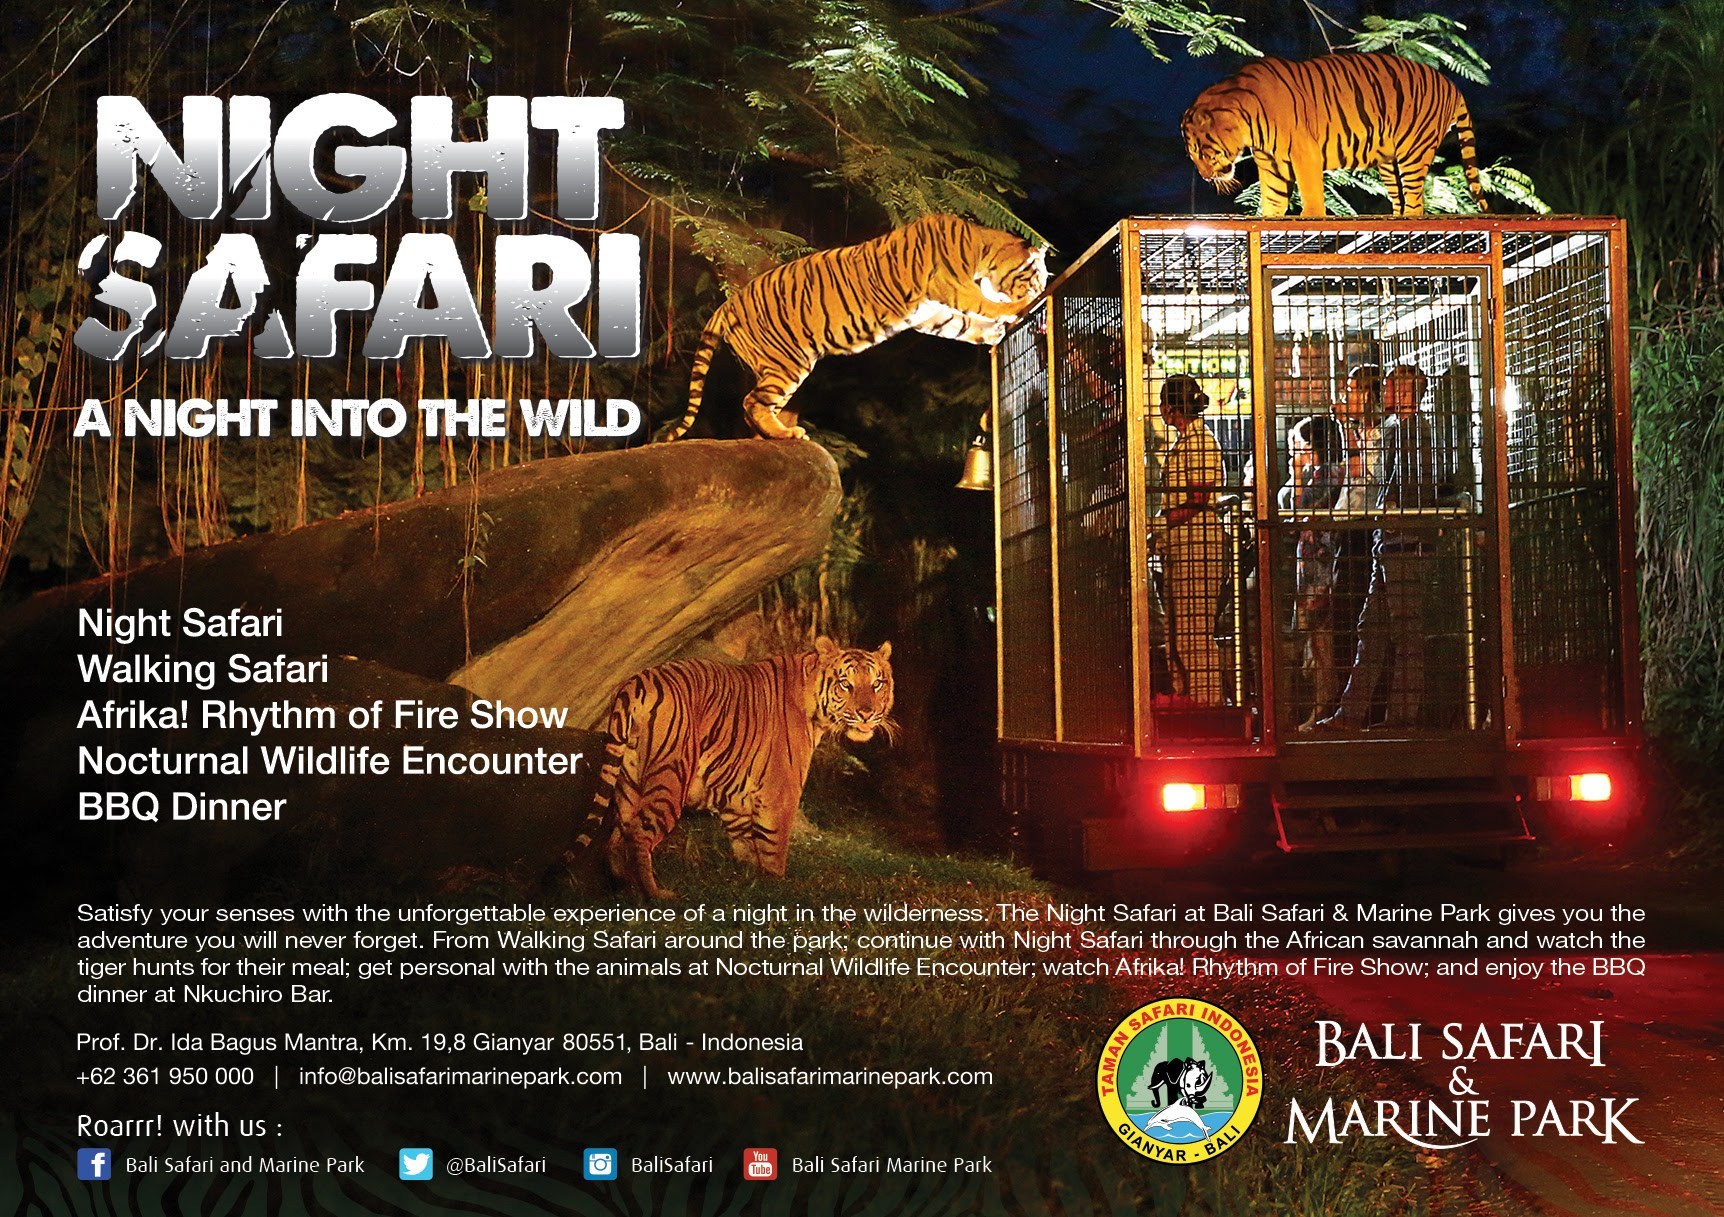 NIGHT
SAFARI
A NIGHT INTO THE WILD
Night Safari
Walking Safari
Afrika! Rhythm of Fire Show
Nocturnal Wildlife Encounter
BBQ Dinner
Satisfy your senses with the unforgettable experience of a night in the wilderness. The Night Safari at Bali Safari & Marine Park gives you the
adventure you will never forget. From Walking Safari around the park; continue with Night Safari through the African savannah and watch the
tiger hunts for their meal; get personal with the animals at Nocturnal Wildlife Encounter; watch Afrika! Rhythm of Fire Show; and enjoy the BBQ
dinner at Nkuchiro Bar.
Prof. Dr. Ida Bagus Mantra, Km. 19,8 Gianyar 80551, Bali - Indonesia
+62 361 950 000 | info@balisafarimarinepark.com | www.balisafarimarinepark.com
Roarrr! with us :
f Bali Safari and Marine Park @BaliSafari BaliSafari You Tube Bali Safari Marine Park
TAMAN SAFARI INDONESIA
GIANYAR - BALI
BALI SAFARI
&
MARINE PARK